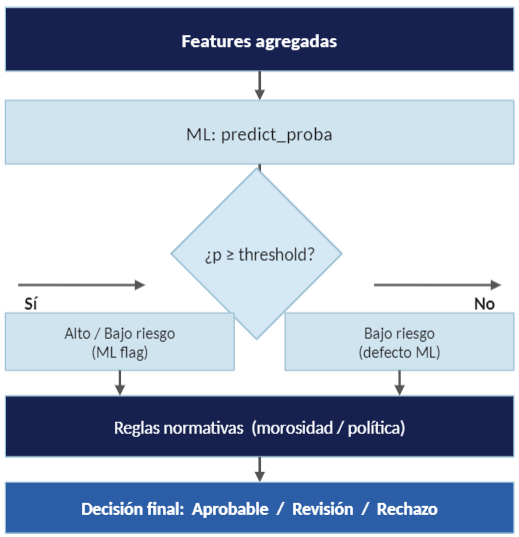 Features agregadas
ML: predict_proba
¿p ≥ threshold?
Sí
No
Alto / Bajo riesgo
(ML flag)
Bajo riesgo
(defecto ML)
Reglas normativas (morosidad / política)
Decisión final: Aprobable / Revisión / Rechazo